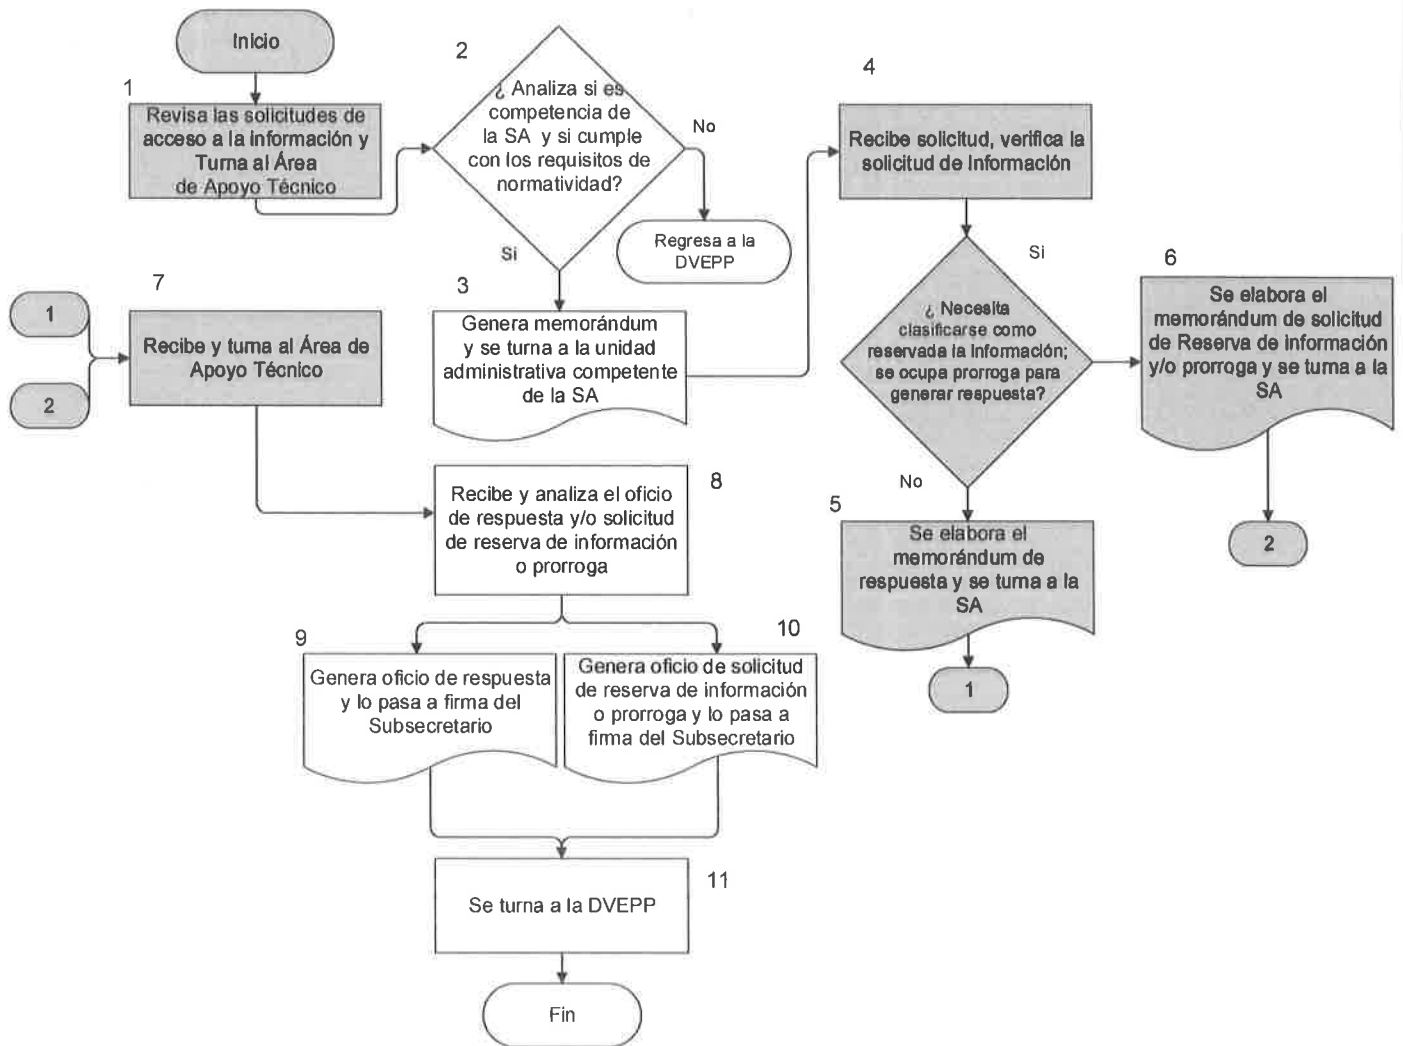 Inicio
1
Revisa las solicitudes de
acceso a la información y
Turna al Área
de Apoyo Técnico
2
¿ Analiza si es
competencia de
la SA y si cumple
con los requisitos de
normatividad?
No
Regresa a la
DVEPP
Si
3
Genera memorándum
y se turna a la unidad
administrativa competente
de la SA
4
Recibe solicitud, verifica la
solicitud de Información
¿ Necesita
clasificarse como
reservada la Información;
se ocupa prorroga para
generar respuesta?
Si
6
Se elabora el
memorándum de solicitud
de Reserva de información
y/o prorroga y se turna a la
SA
2
No
5
Se elabora el
memorándum de
respuesta y se turna a la
SA
1
1
2
7
Recibe y turna al Área de
Apoyo Técnico
8
Recibe y analiza el oficio
de respuesta y/o solicitud
de reserva de información
o prorroga
9
Genera oficio de respuesta
y lo pasa a firma del
Subsecretario
10
Genera oficio de solicitud
de reserva de información
o prorroga y lo pasa a
firma del Subsecretario
11
Se turna a la DVEPP
Fin